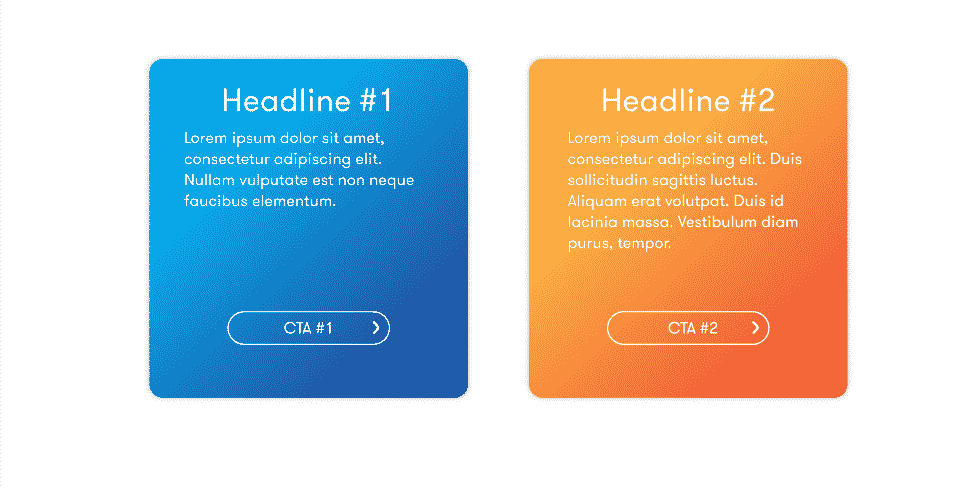 Headline #1
Lorem ipsum dolor sit amet,
consectetur adipiscing elit.
Nullam vulputate est non neque
faucibus elementum.
CTA #1
Headline #2
Lorem ipsum dolor sit amet,
consectetur adipiscing elit. Duis
sollicitudin sagittis luctus.
Aliquam erat volutpat. Duis id
lacinia massa. Vestibulum diam
purus, tempor.
CTA #2